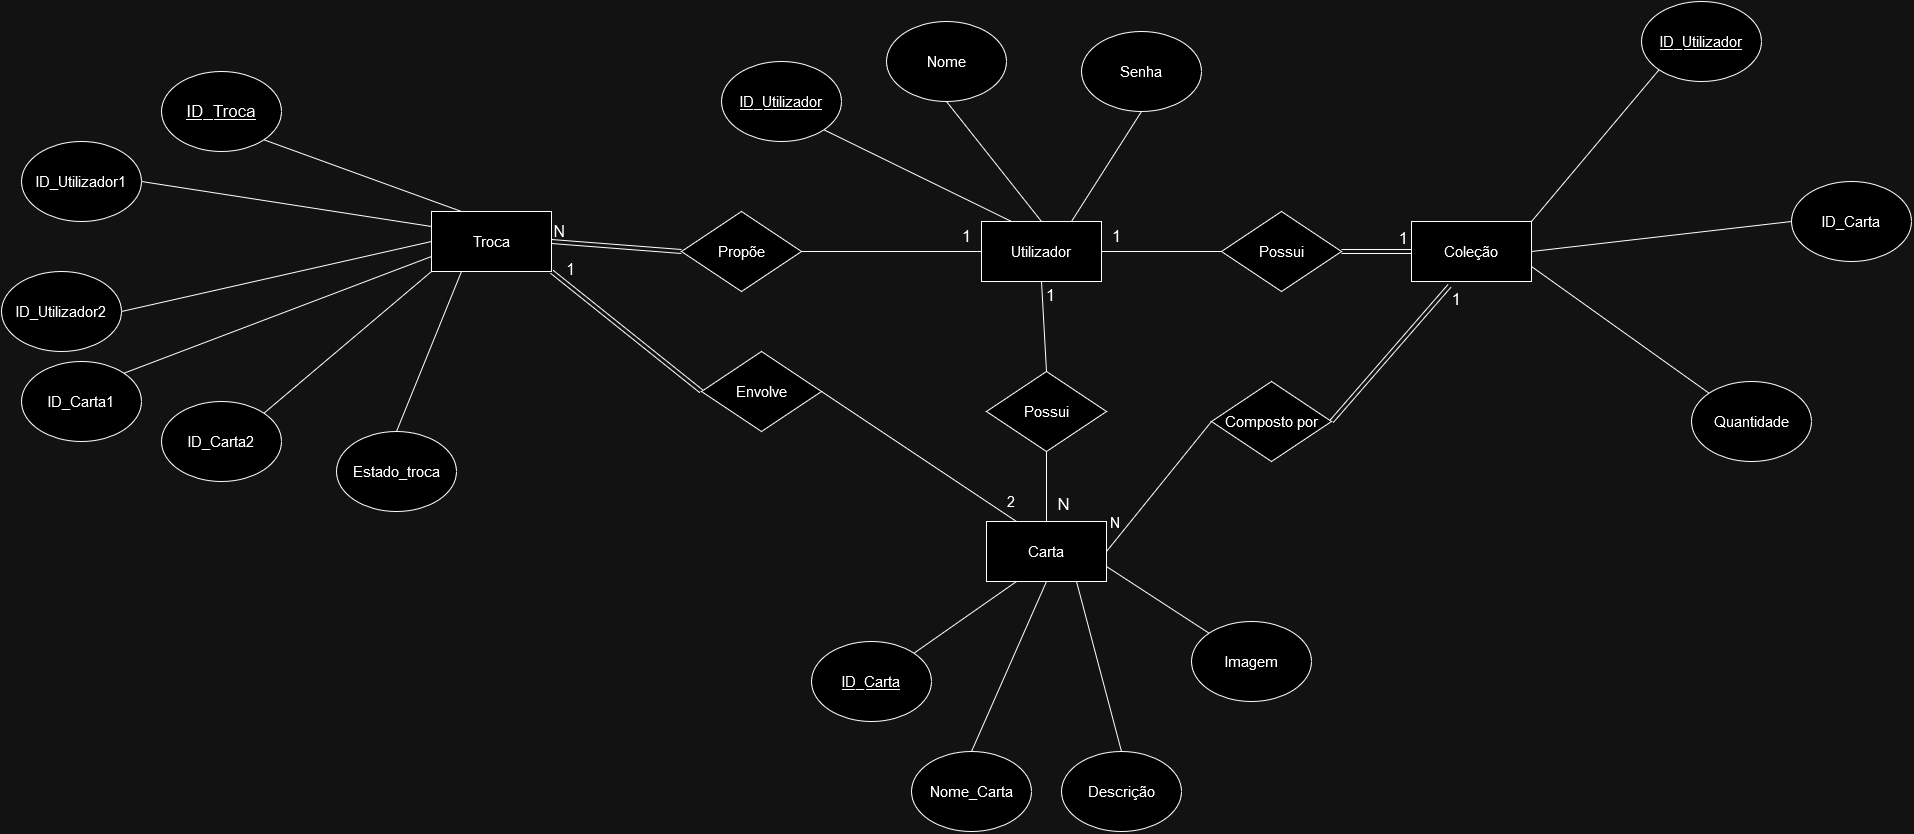 ID_Utilizador
Nome
Senha
ID_Utilizador
ID_Troca
ID_Utilizador1
ID_Carta
Troca
N
Propõe
1
Utilizador
1
Possui
1
Coleção
1
1
1
ID_Utilizador2
Envolve
Possui
Composto por
Quantidade
ID_Carta1
ID_Carta2
Estado_troca
2
N
N
Carta
Imagem
ID_Carta
Nome_Carta
Descrição